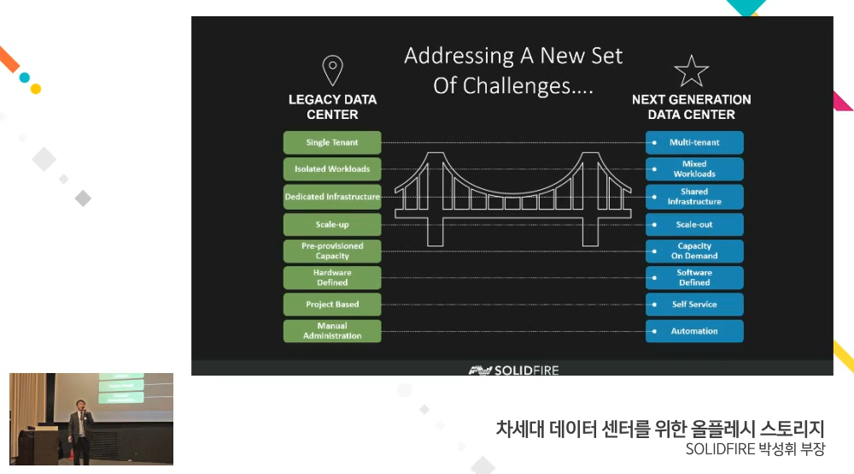 Addressing A New Set
Of Challenges....
LEGACY DATA
CENTER
NEXT GENERATION
DATA CENTER
Single Tenant
Multi-tenant
Isolated Workloads
Mixed
Workloads
Dedicated Infrastructure
Shared
Infrastructure
Scale-up
Scale-out
Pre-provisioned
Capacity
Capacity
On Demand
Hardware
Defined
Software
Defined
Project Based
Self Service
Manual
Administration
Automation
SOLIDFIRE
차세대 데이터 센터를 위한 올플레시 스토리지
SOLIDFIRE 박성휘 부장